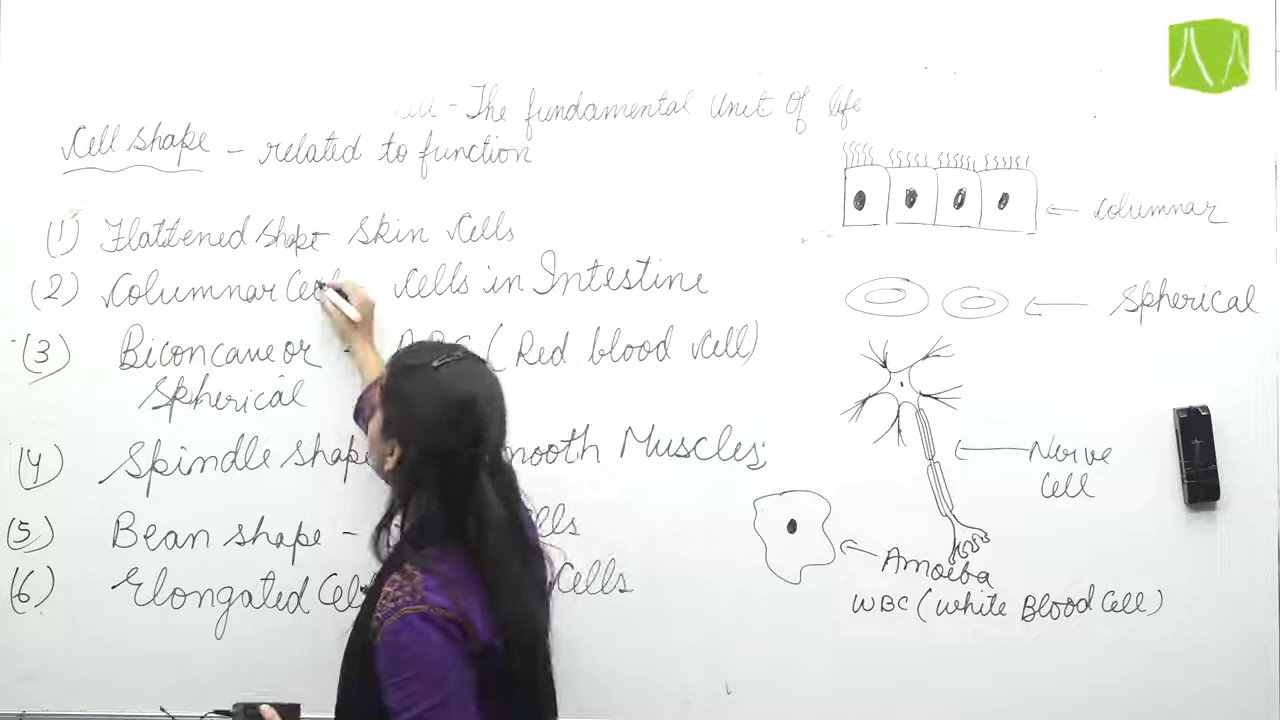 - The fundamental Unit Of life
Cell shape - related to function
(1) Flattened shape - Skin Cells
(2) Columnar Cell cells in Intestine
(3) Biconcave or - RBC (Red blood cell)
Spherical
(4) Spindle shape Smooth Muscles;
(5) Bean shape -
(6) Elongated Cells
columnar
Spherical
Nerve
Cell
Amoeba
WBC (White Blood Cell)